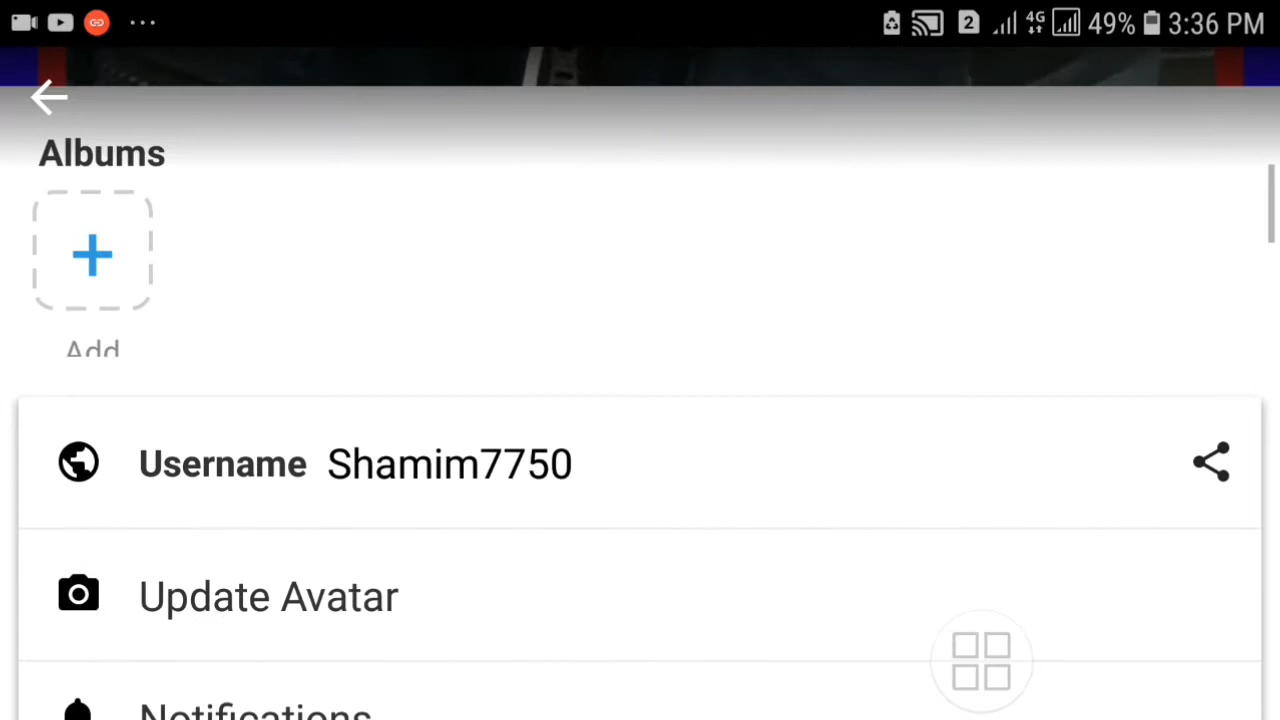 2 4G 49% 3:36 PM
Albums
Add
Username Shamim7750
Update Avatar
Notifications